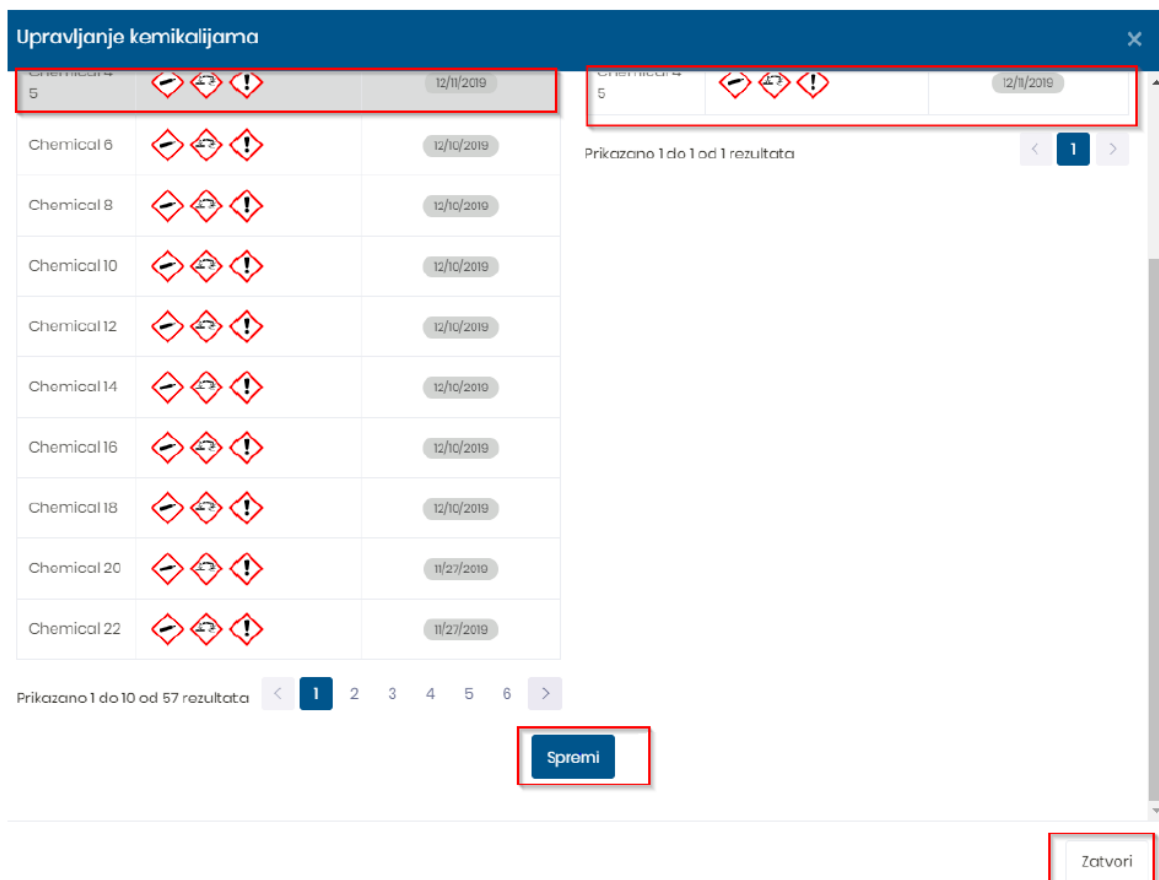 Upravljanje kemikalijama
×
Chemical 4
5
12/11/2019
Chemical 6
12/10/2019
Chemical 8
12/10/2019
Chemical 10
12/10/2019
Chemical 12
12/10/2019
Chemical 14
12/10/2019
Chemical 16
12/10/2019
Chemical 18
12/10/2019
Chemical 20
11/27/2019
Chemical 22
11/27/2019
Prikazano 1 do 10 od 57 rezultata < 1 2 3 4 5 6 >
Chemical 4
5
12/11/2019
Prikazano 1 do 1 od 1 rezultata < 1 >
Spremi
Zatvori